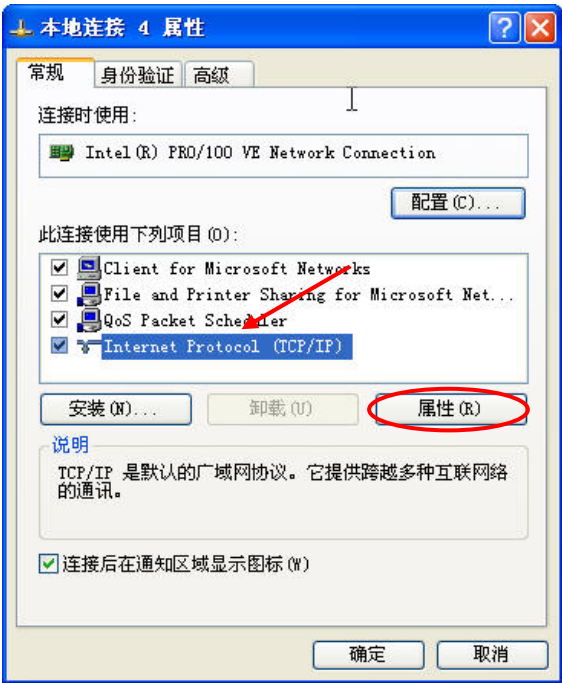 本地连接 4 属性
常规
身份验证
高级
连接时使用:
Intel(R) PRO/100 VE Network Connection
配置(C)...
此连接使用下列项目(O):
Client for Microsoft Networks
File and Printer Sharing for Microsoft Net...
QoS Packet Scheduler
Internet Protocol (TCP/IP)
安装(N)...
卸载(U)
属性(R)
说明
TCP/IP 是默认的广域网协议。它提供跨越多种互联网络
的通讯。
连接后在通知区域显示图标(W)
确定
取消